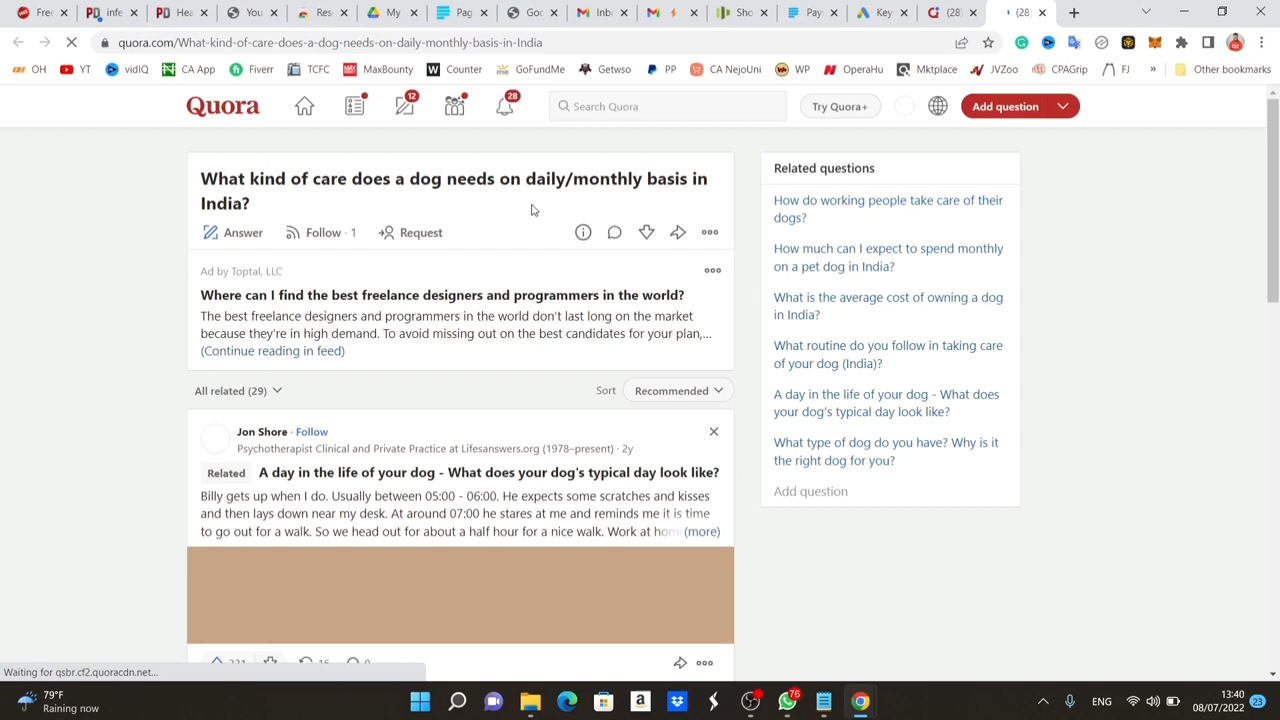 Free
infe
Hea
You
Res
My
Pag
Goc
Inb
Sho
Pay
Key
(28)
(28)
quora.com/What-kind-of-care-does-a-dog-needs-on-daily-monthly-basis-in-India
OH YT vidIQ CA App Fiverr TCFC MaxBounty Counter GoFundMe Getwso PP CA NejoUni WP OperaHu Mktplace JVZoo CPAGrip FJ » Other bookmarks
Quora 12 28 Search Quora Try Quora+ Add question
What kind of care does a dog needs on daily/monthly basis in
India?
Answer Follow · 1 Request
Ad by Toptal, LLC
Where can I find the best freelance designers and programmers in the world?
The best freelance designers and programmers in the world don't last long on the market
because they're in high demand. To avoid missing out on the best candidates for your plan,...
(Continue reading in feed)
All related (29) Sort Recommended
Jon Shore · Follow
Psychotherapist Clinical and Private Practice at Lifesanswers.org (1978–present) · 2y
Related A day in the life of your dog - What does your dog's typical day look like?
Billy gets up when I do. Usually between 05:00 - 06:00. He expects some scratches and kisses
and then lays down near my desk. At around 07:00 he stares at me and reminds me it is time
to go out for a walk. So we head out for about a half hour for a nice walk. Work at hom (more)
Related questions
How do working people take care of their
dogs?
How much can I expect to spend monthly
on a pet dog in India?
What is the average cost of owning a dog
in India?
What routine do you follow in taking care
of your dog (India)?
A day in the life of your dog - What does
your dog's typical day look like?
What type of dog do you have? Why is it
the right dog for you?
Add question
Waiting for qsbr.cf2.quoracdn.net...
79°F
Raining now
76
ENG
13:40
08/07/2022
23